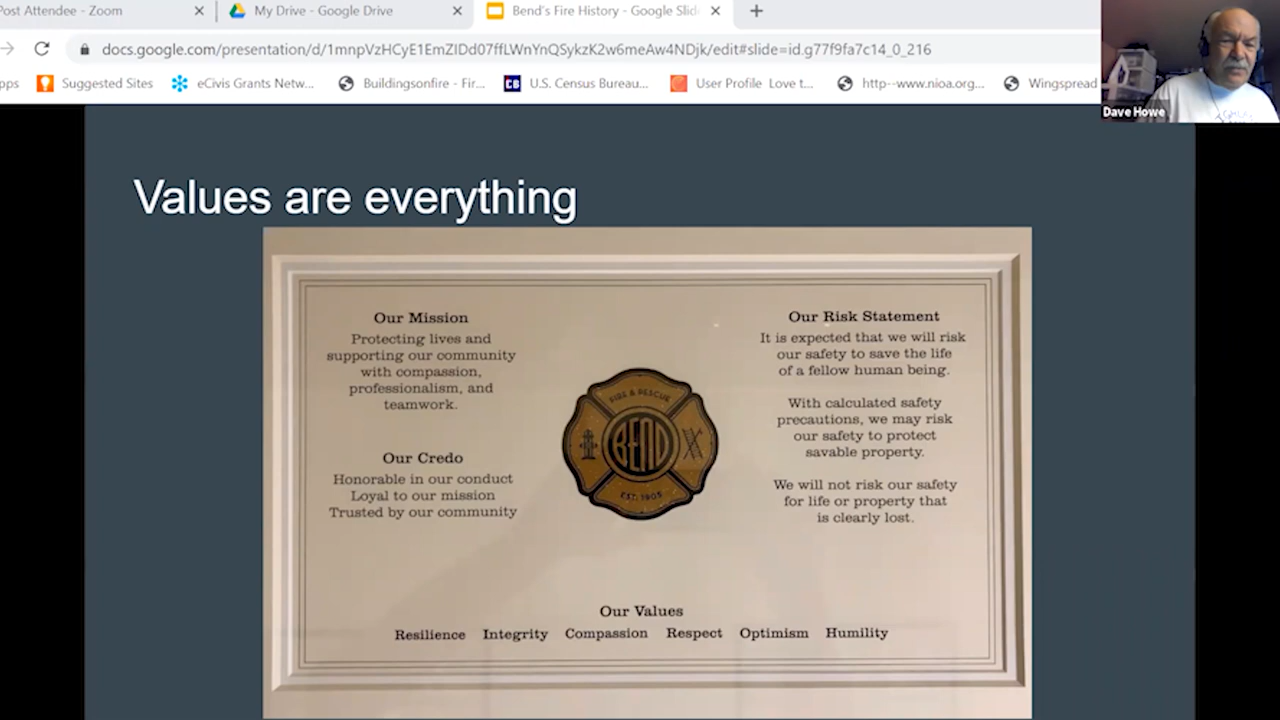 Post Attendee - Zoom
My Drive - Google Drive
Bend's Fire History - Google Slid
docs.google.com/presentation/d/1mnpVzHCyE1EmZIDd07ffLWnYnQSykzK2w6meAw4NDjk/edit#slide=id.g77f9fa7c14_0_216
pps
Suggested Sites
eCivis Grants Netw...
Buildingsonfire - Fir...
CB
U.S. Census Bureau...
User Profile Love t...
http--www.nioa.org...
Wingspread
Dave Howe
Values are everything
Our Mission
Protecting lives and
supporting our community
with compassion,
professionalism, and
teamwork.
Our Credo
Honorable in our conduct
Loyal to our mission
Trusted by our community
FIRE & RESCUE
BEND
EST. 1905
Our Risk Statement
It is expected that we will risk
our safety to save the life
of a fellow human being.
With calculated safety
precautions, we may risk
our safety to protect
savable property.
We will not risk our safety
for life or property that
is clearly lost.
Our Values
Resilience Integrity Compassion Respect Optimism Humility